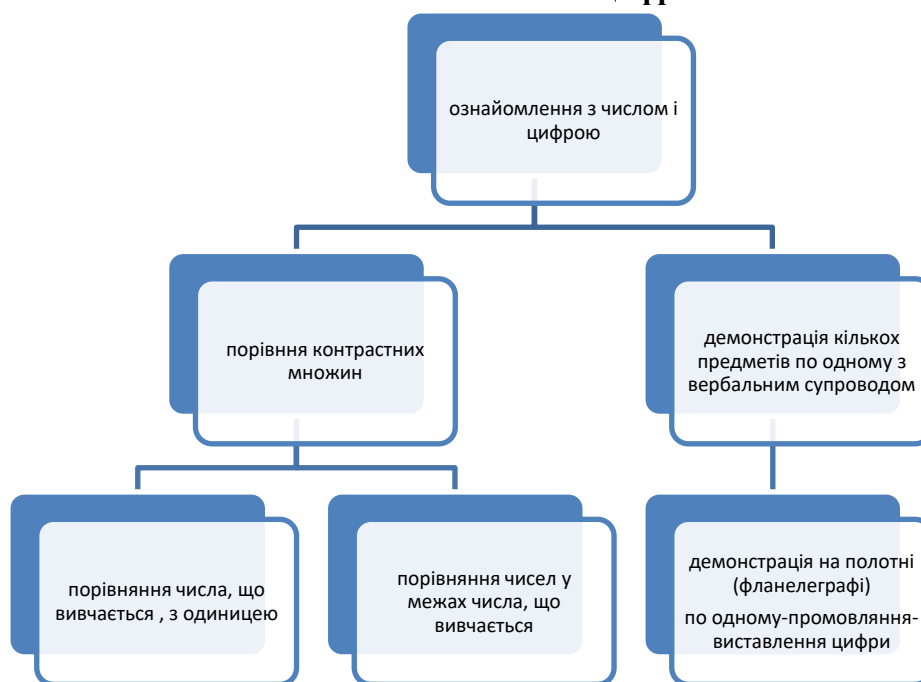 ознайомлення з числом і
цифрою
порівння контрастних
множин
демонстрація кількох
предметів по одному з
вербальним супроводом
порівняння числа, що
вивчається , з одиницею
порівняння чисел у
межах числа, що
вивчається
демонстрація на полотні
(фланелеграфі)
по одному-промовляння-
виставлення цифри